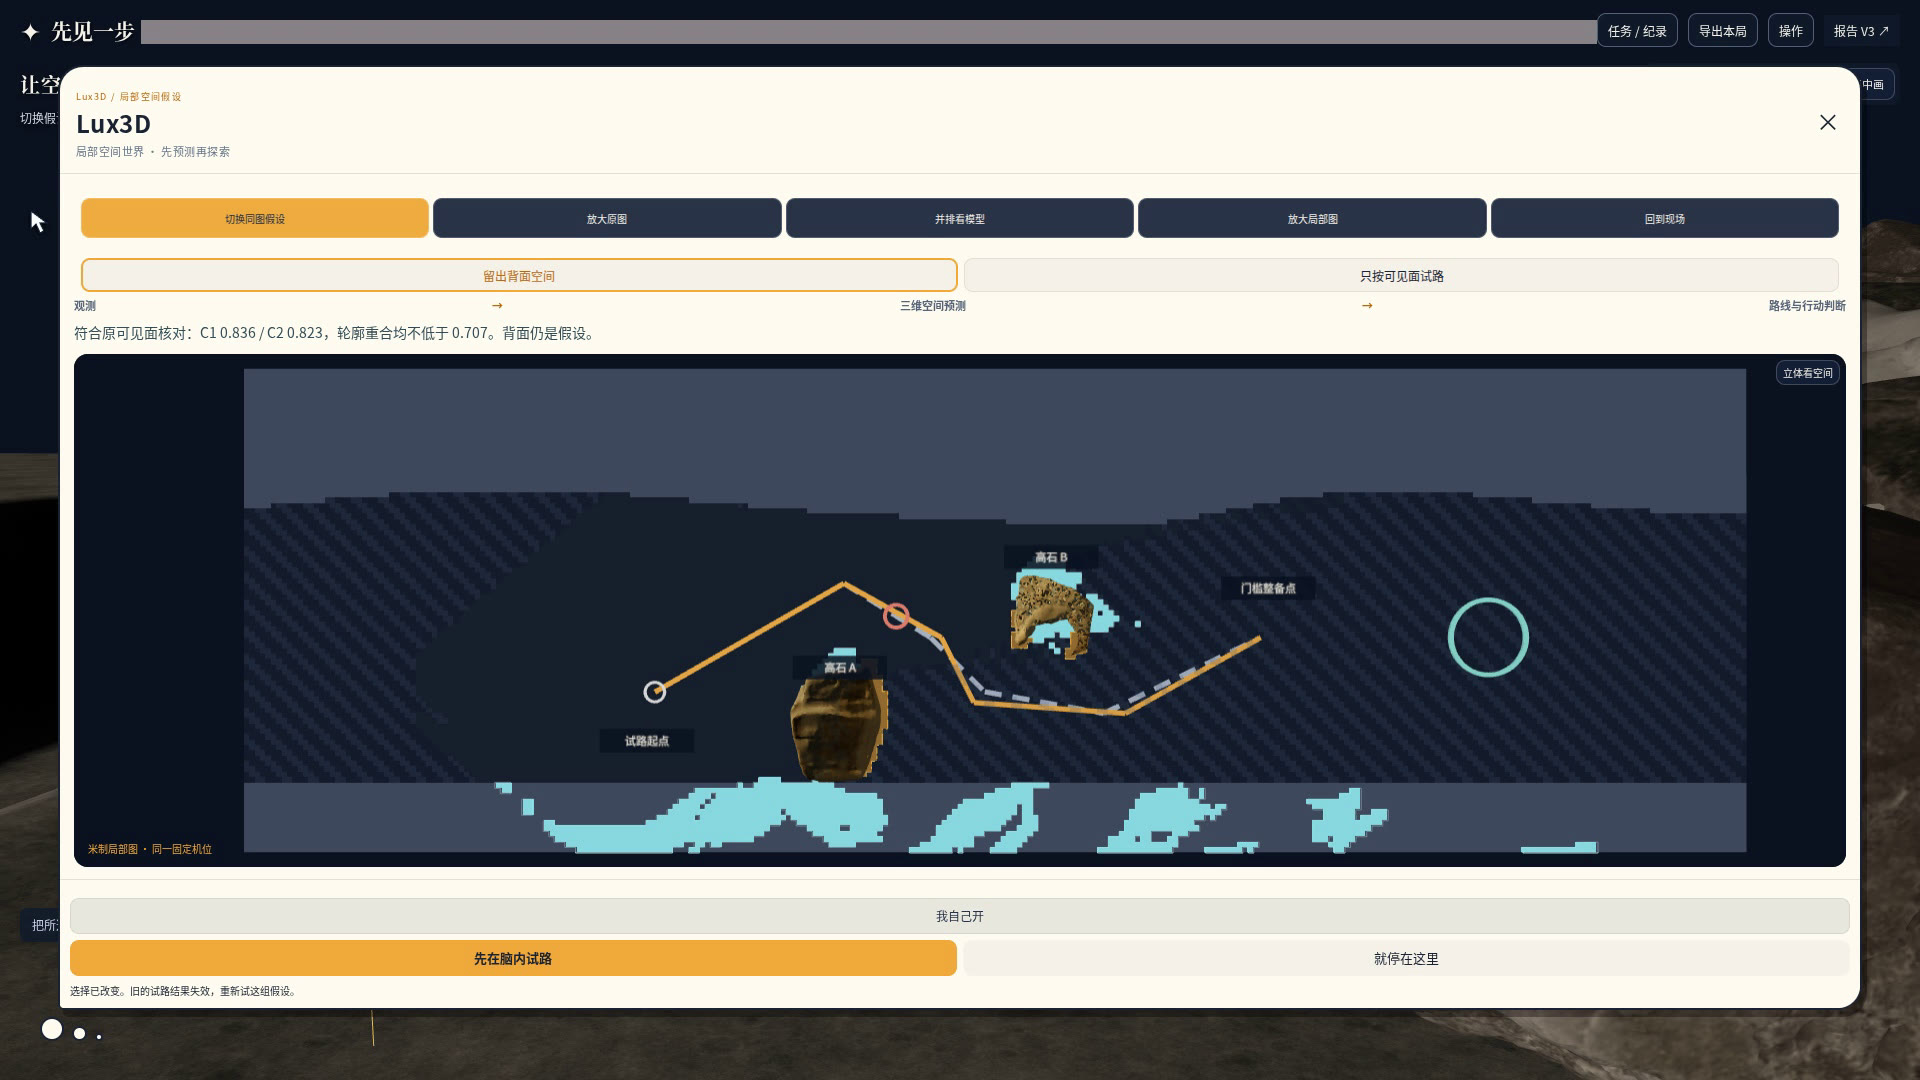 ✦ 先见一步
任务 / 纪录
导出本局
操作
报告 V3 ↗
让空
中画
切换假
Lux3D / 局部空间假设
Lux3D
局部空间世界 · 先预测再探索
切换同图假设
放大原图
并排看模型
放大局部图
回到现场
留出背面空间
只按可见面试路
观测 → 三维空间预测 → 路线与行动判断
符合原可见面核对：C1 0.836 / C2 0.823，轮廓重合均不低于 0.707。背面仍是假设。
立体看空间
高石 B
门槛整备点
高石 A
试路起点
米制局部图 · 同一固定机位
我自己开
把所
先在脑内试路
就停在这里
选择已改变。旧的试路结果失效，重新试这组假设。